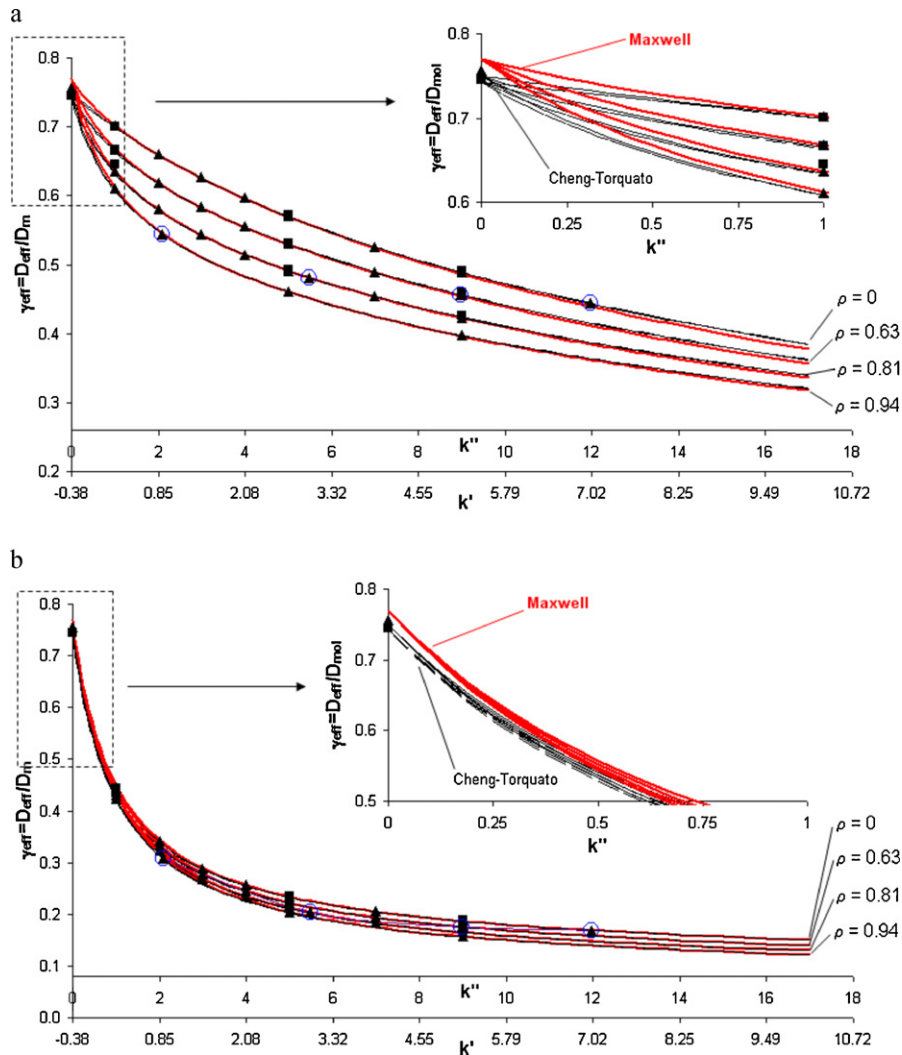 a
0.8
0.7
0.6
0.5
0.4
0.3
0.2
γeff=Deff/Dm
2 4 6 8 10 12 14 16 18
k"
-0.38 0.85 2.08 3.32 4.55 5.79 7.02 8.25 9.49 10.72
k'
0.8
0.7
0.6
γeff=Deff/Dmol
Maxwell
Cheng-Torquato
0 0.25 0.5 0.75 1
k"
ρ = 0
ρ = 0.63
ρ = 0.81
ρ = 0.94
b
0.8
0.7
0.6
0.5
0.4
0.3
0.2
0.1
0.0
γeff=Deff/Dm
0 2 4 6 8 10 12 14 16 18
k"
-0.38 0.85 2.08 3.32 4.55 5.79 7.02 8.25 9.49 10.72
k'
0.8
0.7
0.6
0.5
γeff=Deff/Dmol
Maxwell
Cheng-Torquato
0 0.25 0.5 0.75 1
k"
ρ = 0
ρ = 0.63
ρ = 0.81
ρ = 0.94